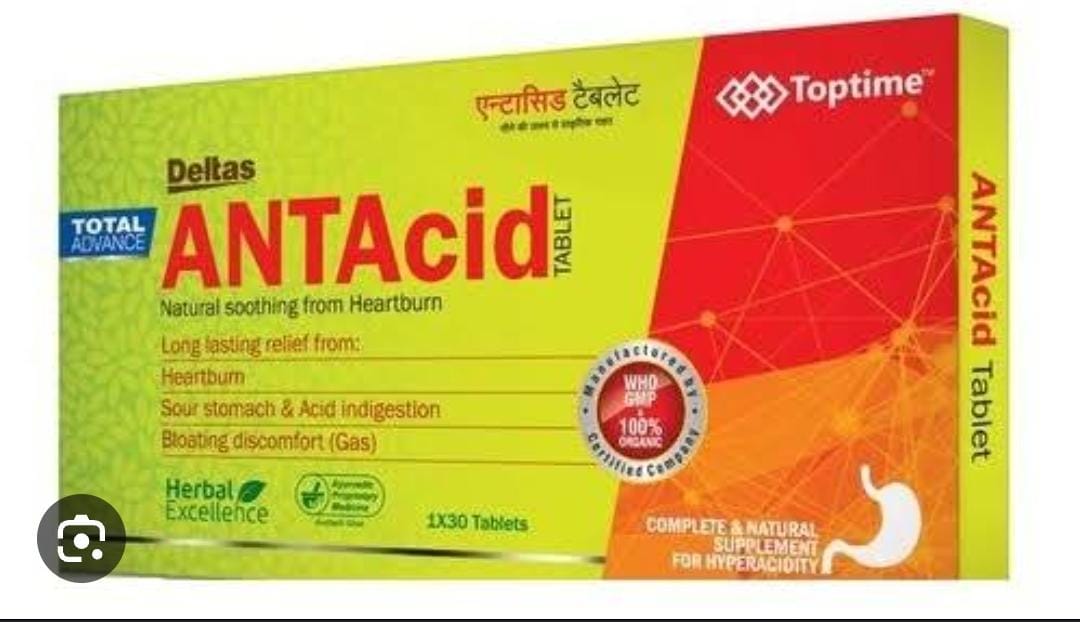 एन्टासिड टैबलेट
Toptime™
Deltas
TOTAL
ADVANCE
ANTAcid
TABLET
Natural soothing from Heartburn
Long lasting relief from:
Heartburn
Sour stomach & Acid indigestion
Bloating discomfort (Gas)
Manufactured by
WHO
GMP
&
100%
ORGANIC
Certified Company
Herbal
Excellence
Ayurvedic
Proprietary
Medicine
1X30 Tablets
COMPLETE & NATURAL
SUPPLEMENT
FOR HYPERACIDITY
ANTAcid Tablet